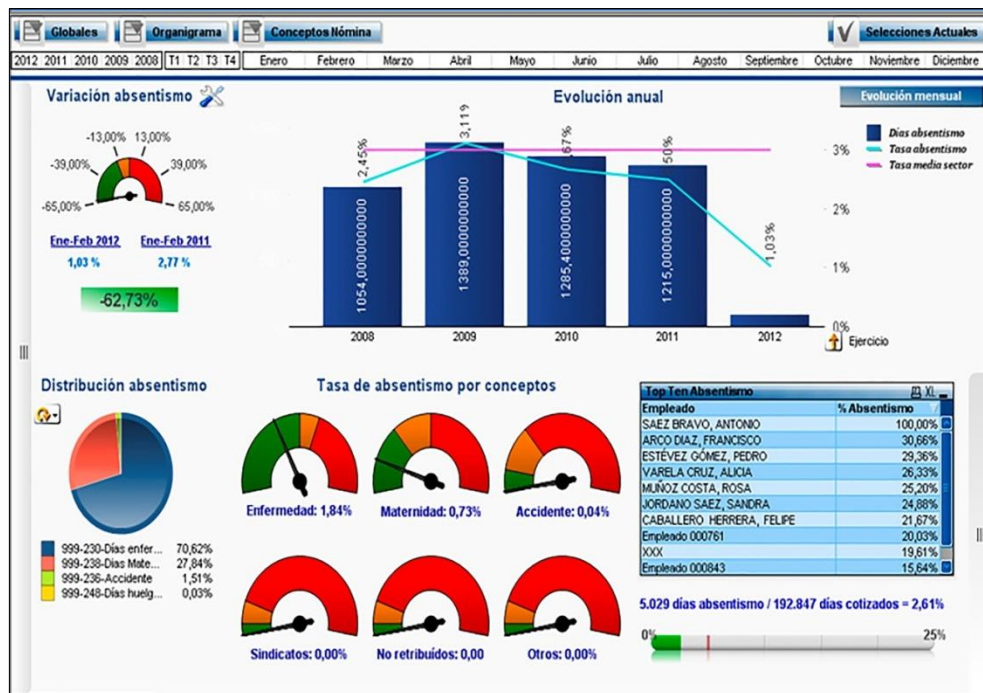 Globales Organigrama Conceptos Nómina Selecciones Actuales
2012 2011 2010 2009 2008 T1 T2 T3 T4 Enero Febrero Marzo Abril Mayo Junio Julio Agosto Septiembre Octubre Noviembre Diciembre
Variación absentismo
-13,00% 13,00%
-39,00% 39,00%
-65,00% 65,00%
Ene-Feb 2012 Ene-Feb 2011
1,03 % 2,77 %
-62,73%
Evolución anual
Evolución mensual
Días absentismo
Tasa absentismo
Tasa media sector
2,45%
3,119
,67%
,50%
1,03%
1054,0000000000
1389,0000000000
1285,4000000000
1215,0000000000
3%
2%
1%
0%
2008 2009 2010 2011 2012
Ejercicio
Distribución absentismo
999-230-Días enfer... 70,62%
999-238-Días Mate... 27,84%
999-236-Accidente 1,51%
999-248-Días huelg... 0,03%
Tasa de absentismo por conceptos
Enfermedad: 1,84% Maternidad: 0,73% Accidente: 0,04%
Sindicatos: 0,00% No retribuídos: 0,00 Otros: 0,00%
Top Ten Absentismo XL
Empleado % Absentismo
SAEZ BRAVO, ANTONIO 100,00%
ARCO DIAZ, FRANCISCO 30,66%
ESTÉVEZ GÓMEZ, PEDRO 29,36%
VARELA CRUZ, ALICIA 26,33%
MUÑOZ COSTA, ROSA 25,20%
JORDANO SAEZ, SANDRA 24,88%
CABALLERO HERRERA, FELIPE 21,67%
Empleado 000761 20,03%
XXX 19,61%
Empleado 000843 15,64%
5.029 días absentismo / 192.847 días cotizados = 2,61%
0% 25%